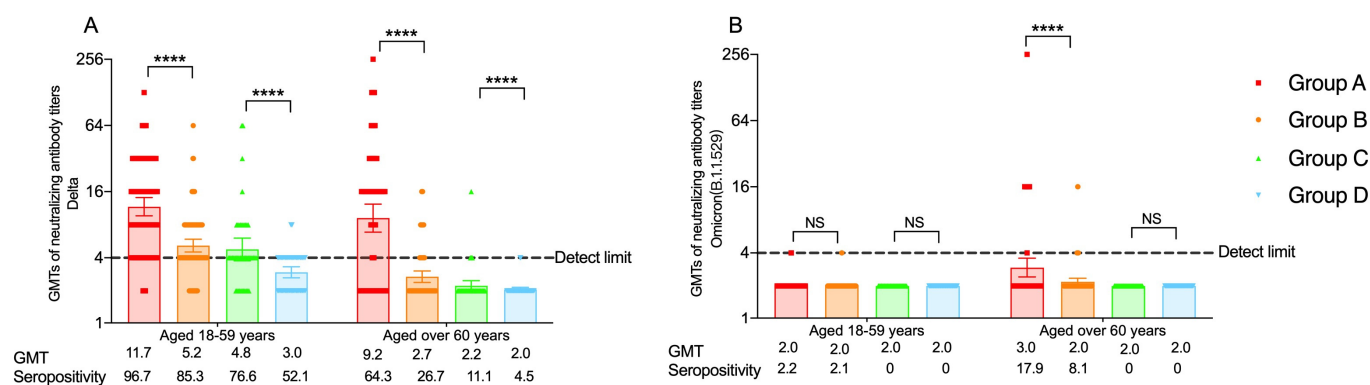 A
GMTs of neutralizing antibody titers
Delta
256
64
16
4
1
****
****
****
****
Detect limit
Aged 18-59 years
Aged over 60 years
GMT
11.7 5.2 4.8 3.0 9.2 2.7 2.2 2.0
Seropositivity
96.7 85.3 76.6 52.1 64.3 26.7 11.1 4.5
B
GMTs of neutralizing antibody titers
Omicron(B.1.1.529)
256
64
16
4
1
NS
NS
****
NS
Detect limit
Aged 18-59 years
Aged over 60 years
GMT
2.0 2.0 2.0 2.0 3.0 2.0 2.0 2.0
Seropositivity
2.2 2.1 0 0 17.9 8.1 0 0
Group A
Group B
Group C
Group D